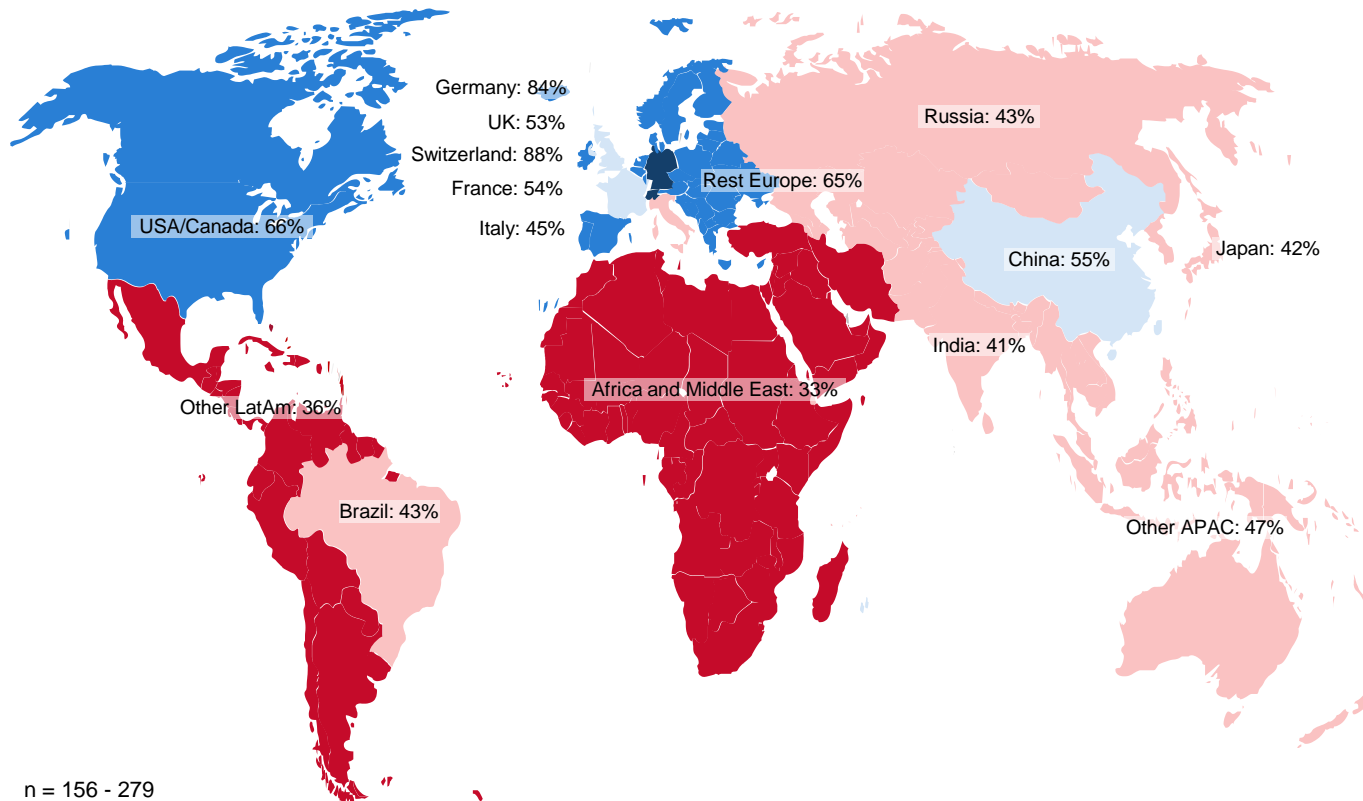 Germany: 84%
UK: 53%
Switzerland: 88%
France: 54%
Italy: 45%
Russia: 43%
Rest Europe: 65%
USA/Canada: 66%
China: 55%
Japan: 42%
India: 41%
Africa and Middle East: 33%
Other LatAm: 36%
Brazil: 43%
Other APAC: 47%
n = 156 - 279